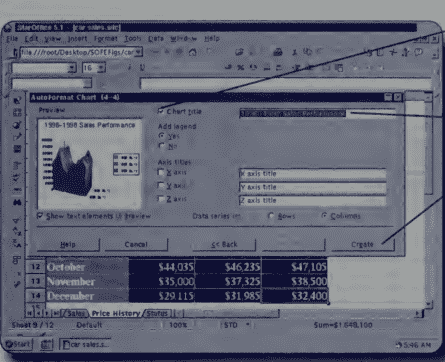 StarOffice 5.1 - [car sales.sdc]
File Edit View Insert Format Tools Data Window Help
file:///root/Desktop/SOFFigs/car
16
AutoFormat Chart (4-4)
Preview
1996-1998 Sales Performance
Chart title
Add legend
Yes
No
Axis titles
X axis
X axis title
Y axis
Y axis title
Z axis
Z axis title
Show text elements in preview
Data series in:
Rows
Columns
Help
Cancel
<< Back
Create
12 October $44,035 $46,235 $47,105
13 November $35,000 $37,325 $38,500
14 December $29,115 $31,985 $32,400
Sales Price History Status
Sheet 9 / 12 Default 100% STD * Sum=$1,648,100
Start car sales.s... 5:46 AM